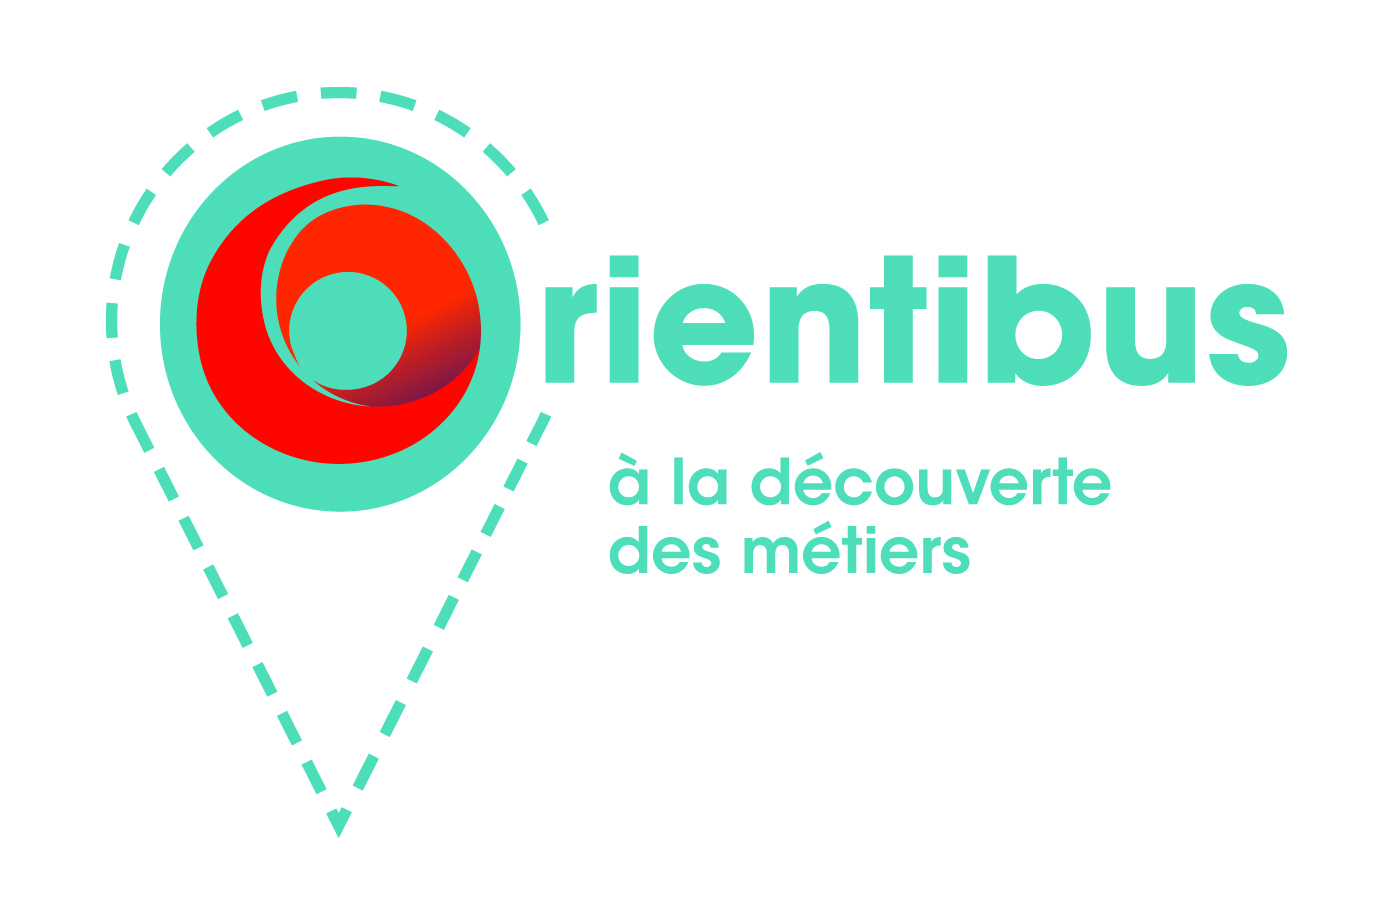 Orientibus
à la découverte
des métiers